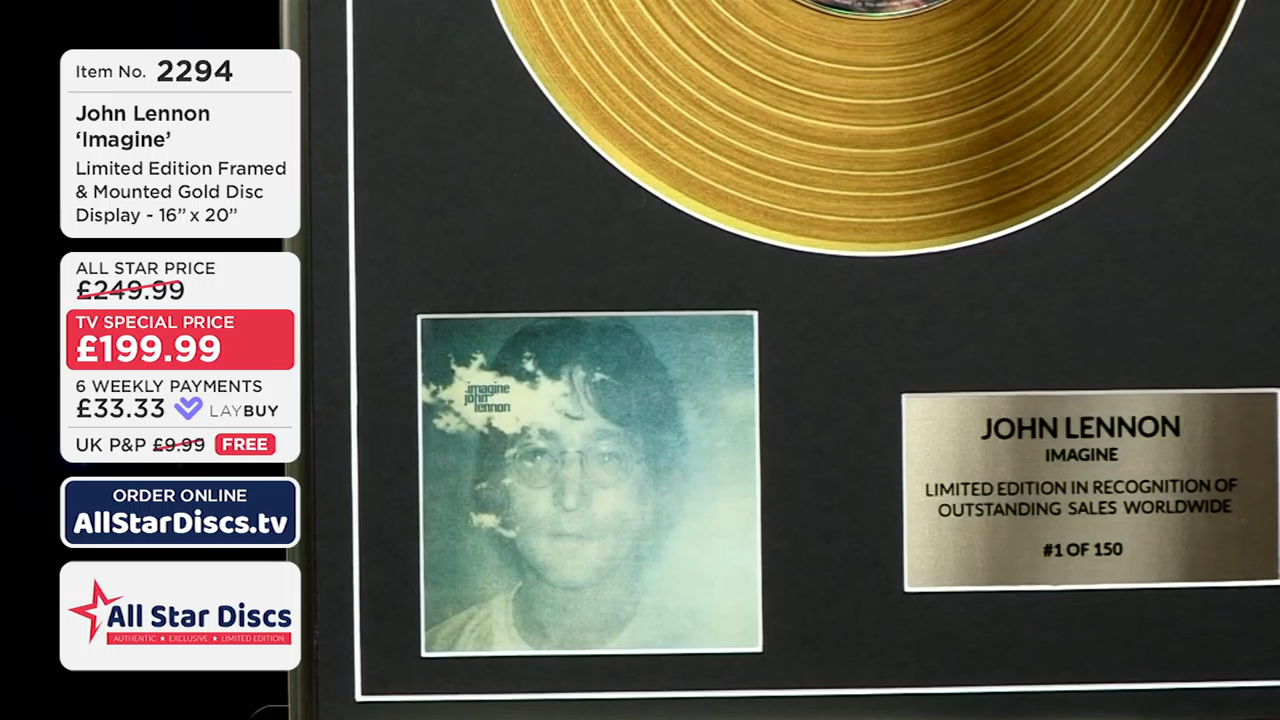 Item No. 2294
John Lennon
‘Imagine’
Limited Edition Framed
& Mounted Gold Disc
Display - 16” x 20”
ALL STAR PRICE
£249.99
TV SPECIAL PRICE
£199.99
6 WEEKLY PAYMENTS
£33.33 LAYBUY
UK P&P £9.99 FREE
ORDER ONLINE
AllStarDiscs.tv
All Star Discs
AUTHENTIC ★ EXCLUSIVE ★ LIMITED EDITION
imagine
john
lennon
JOHN LENNON
IMAGINE
LIMITED EDITION IN RECOGNITION OF
OUTSTANDING SALES WORLDWIDE
#1 OF 150